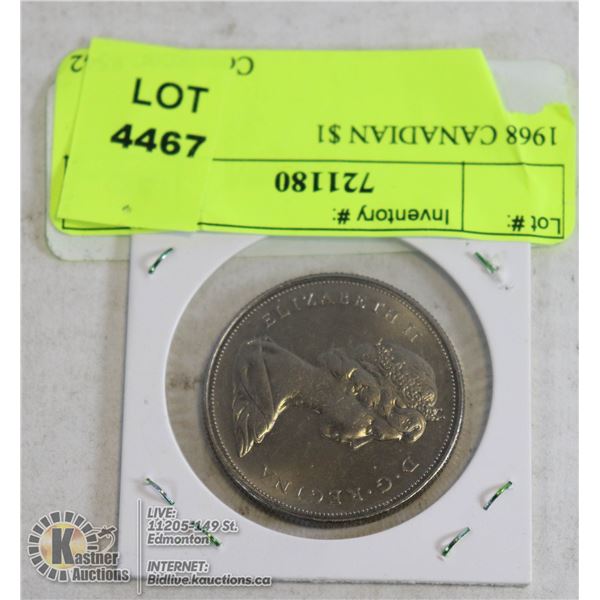 LOT
4467
1968 CANADIAN $1
721180
Inventory #:
Lot #:
ELIZABETH II
D·G·REGINA
LIVE:
11205-149 St.
Edmonton
INTERNET:
Bidlive.kauctions.ca
K
Kastner
Auctions